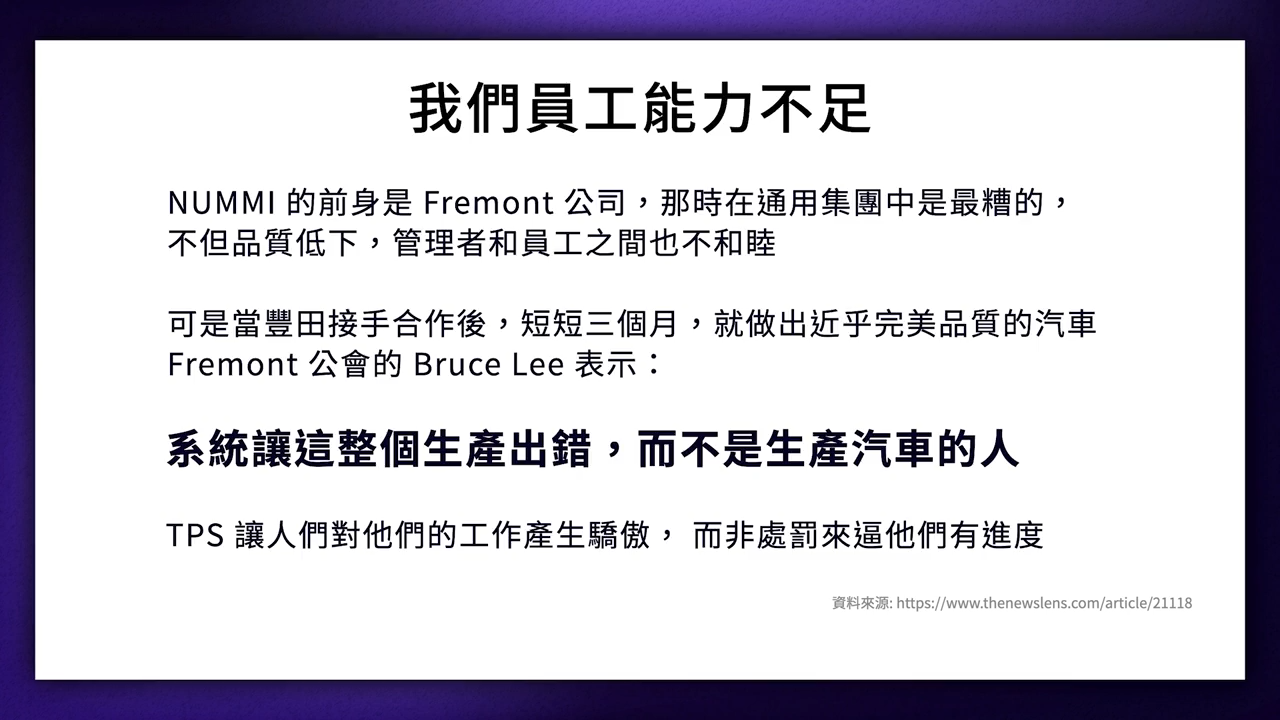 我們員工能力不足
NUMMI 的前身是 Fremont 公司，那時在通用集團中是最糟的，
不但品質低下，管理者和員工之間也不和睦
可是當豐田接手合作後，短短三個月，就做出近乎完美品質的汽車
Fremont 公會的 Bruce Lee 表示：
系統讓這整個生產出錯，而不是生產汽車的人
TPS 讓人們對他們的工作產生驕傲， 而非處罰來逼他們有進度
資料來源: https://www.thenewslens.com/article/21118